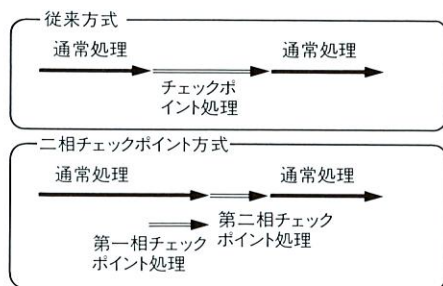 従来方式
通常処理
通常処理
チェックポ
イント処理
二相チェックポイント方式
通常処理
通常処理
第一相チェック
ポイント処理
第二相チェック
ポイント処理